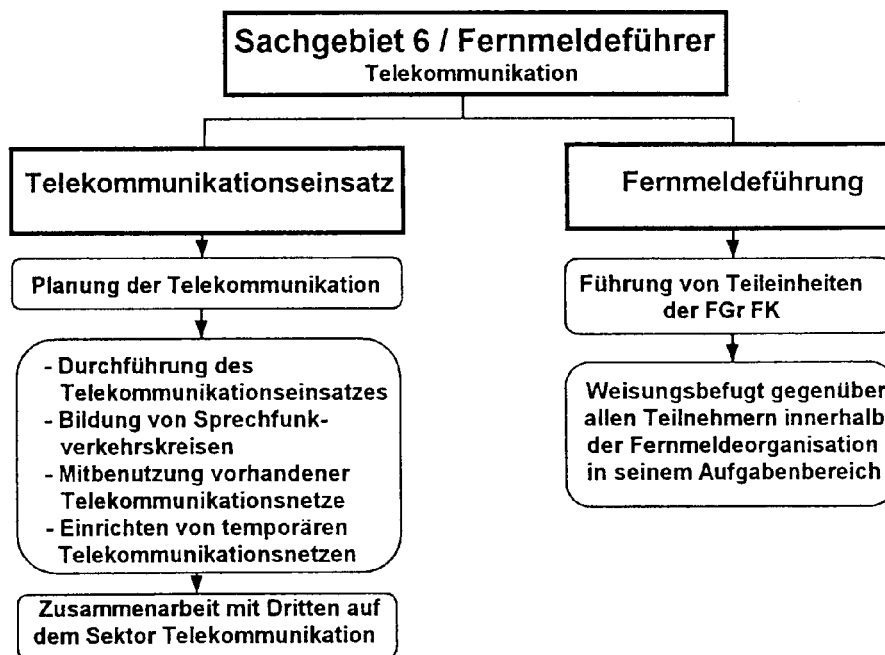 Sachgebiet 6 / Fernmeldeführer
Telekommunikation
Telekommunikationseinsatz
Planung der Telekommunikation
- Durchführung des
Telekommunikationseinsatzes
- Bildung von Sprechfunk-
verkehrskreisen
- Mitbenutzung vorhandener
Telekommunikationsnetze
- Einrichten von temporären
Telekommunikationsnetzen
Zusammenarbeit mit Dritten auf
dem Sektor Telekommunikation
Fernmeldeführung
Führung von Teileinheiten
der FGr FK
Weisungsbefugt gegenüber
allen Teilnehmern innerhalb
der Fernmeldeorganisation
in seinem Aufgabenbereich